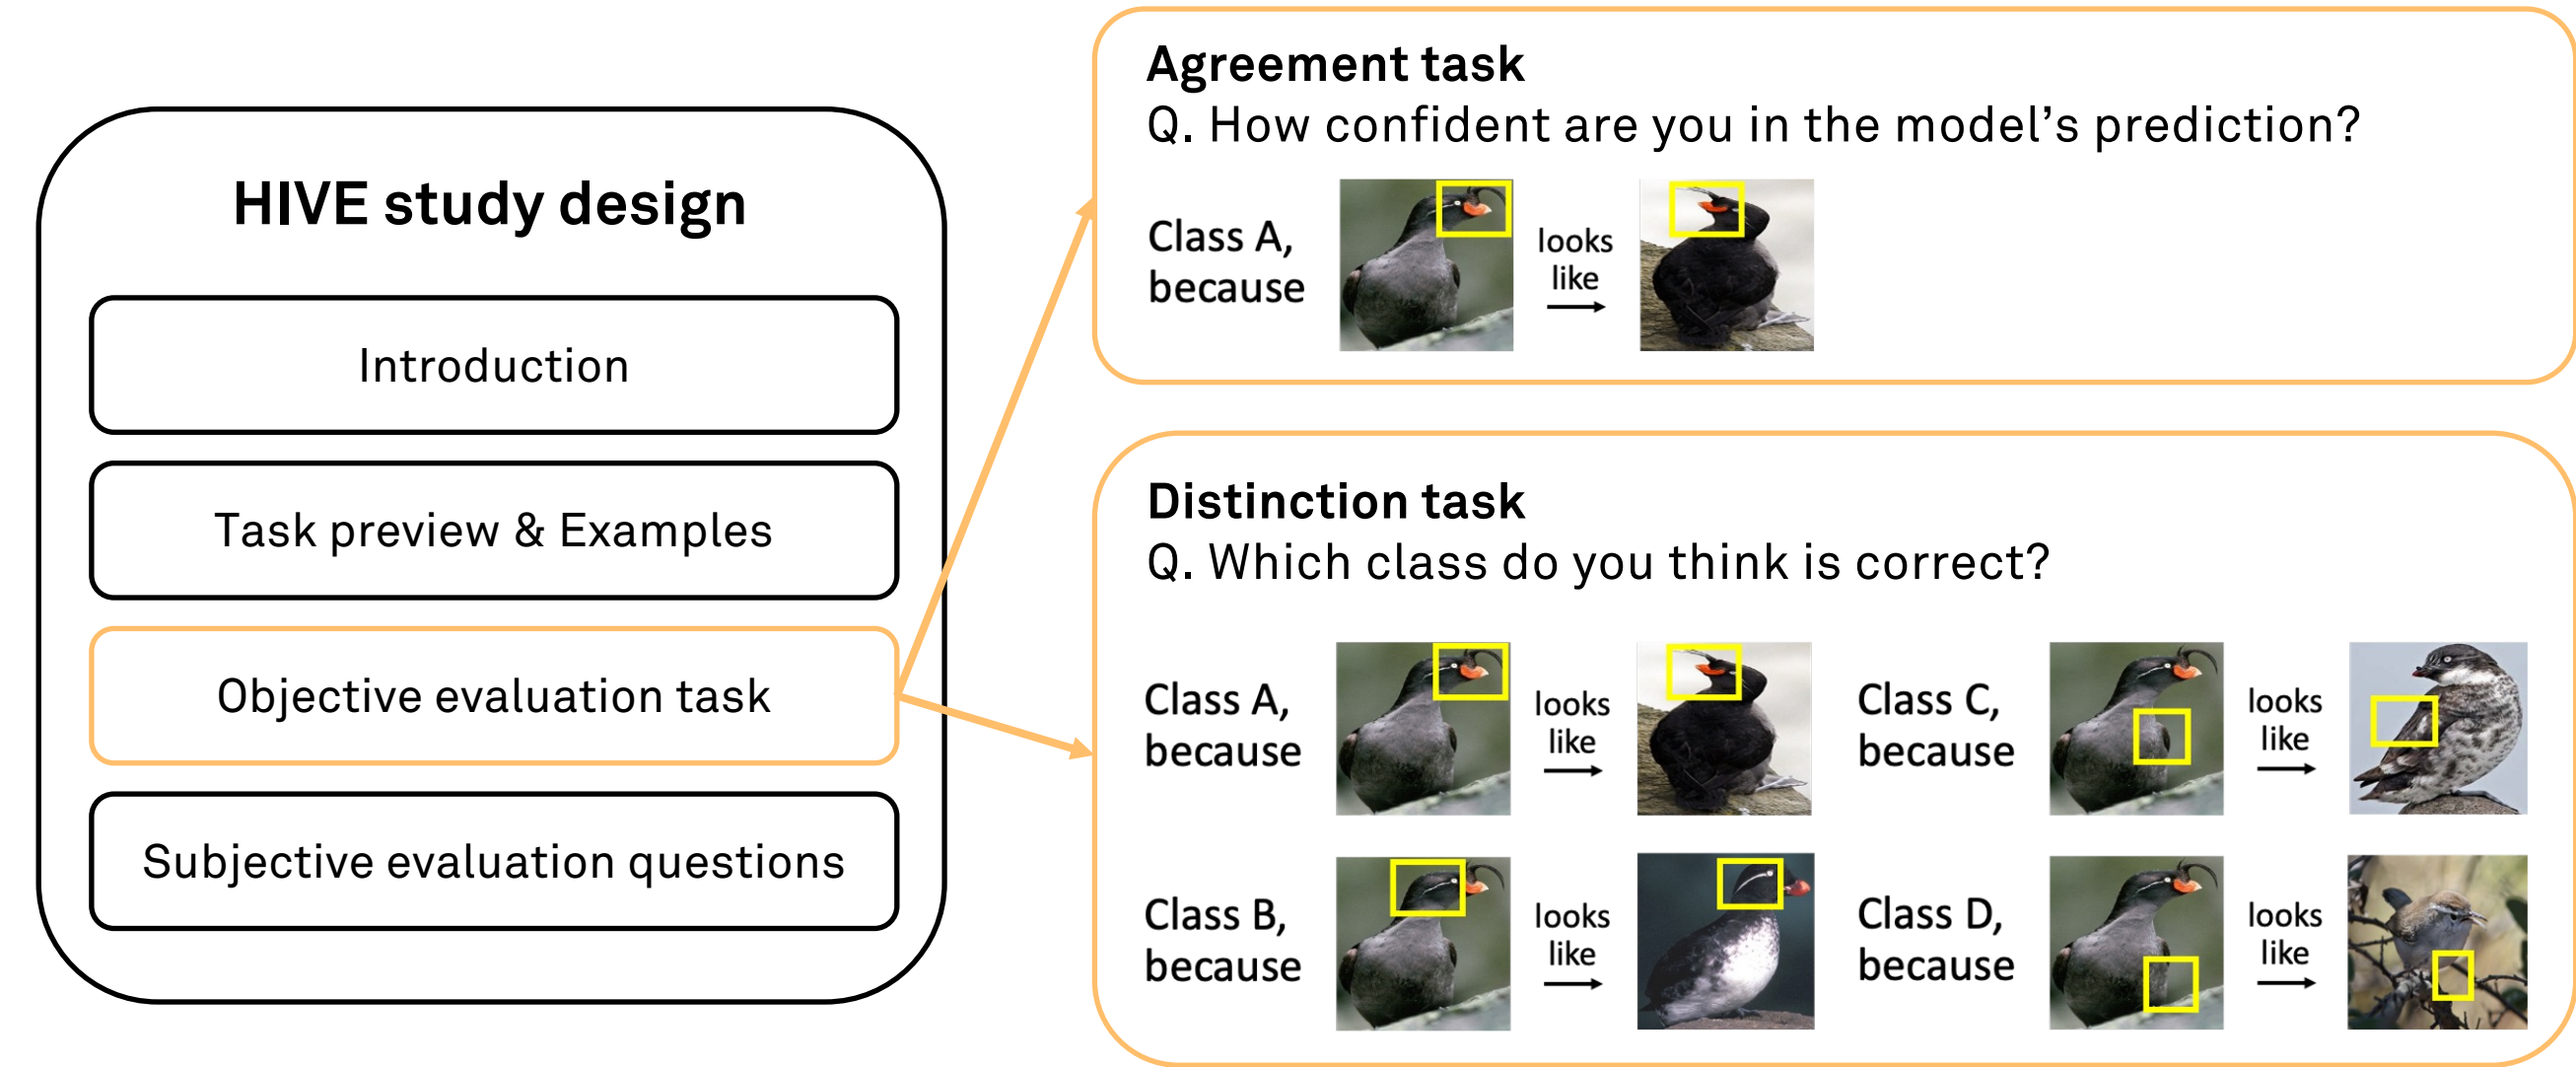 HIVE study design
Introduction
Task preview & Examples
Objective evaluation task
Subjective evaluation questions
Agreement task
Q. How confident are you in the model’s prediction?
Class A,
because
looks
like
Distinction task
Q. Which class do you think is correct?
Class A,
because
looks
like
Class C,
because
looks
like
Class B,
because
looks
like
Class D,
because
looks
like